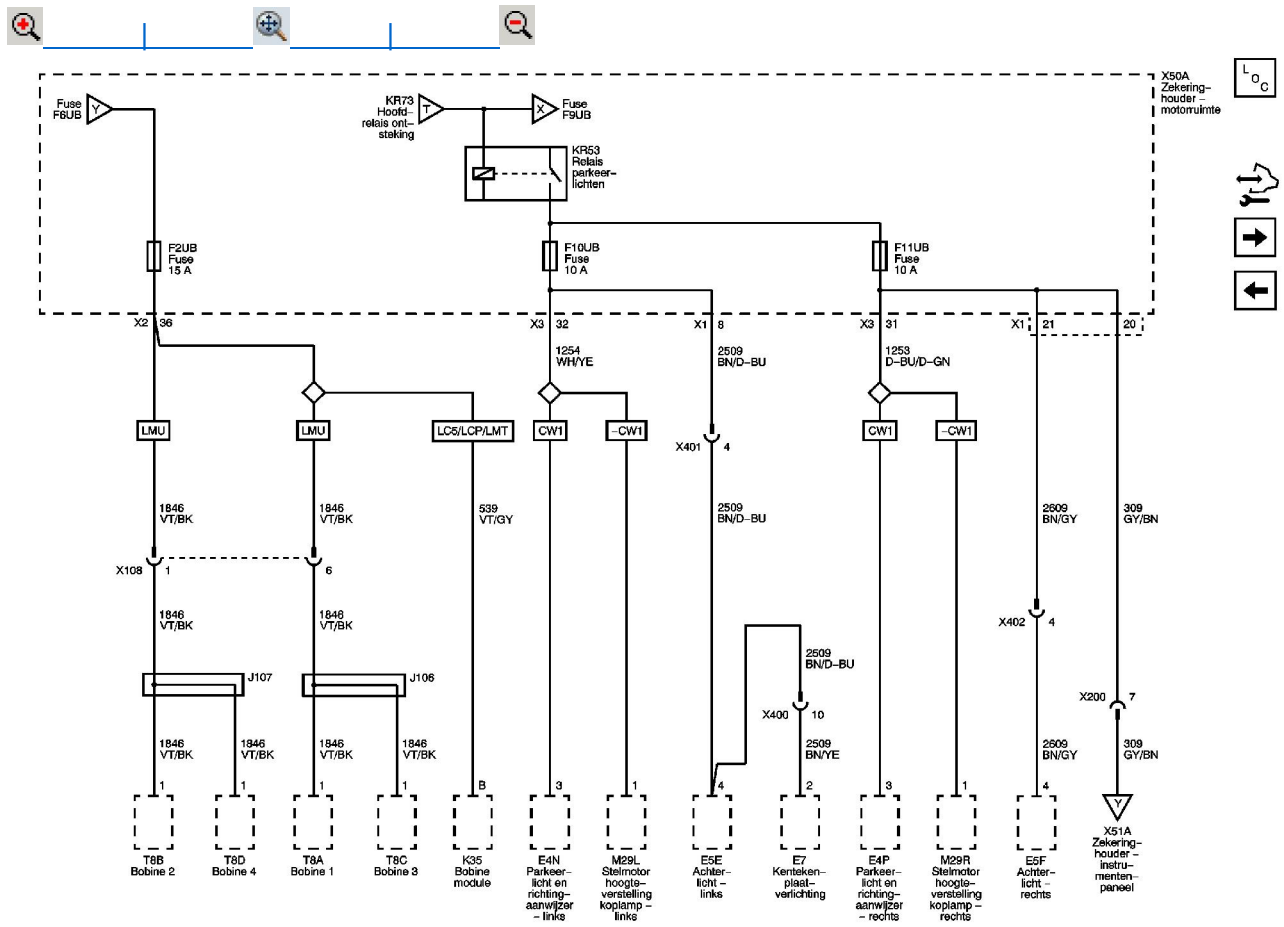 Fuse
F6UB
Y
KR73
Hoofd-
relais ont-
steking
T
X
Fuse
F9UB
X50A
Zekering-
houder –
motorruimte
L
O
C
KR53
Relais
parkeer-
lichten
F2UB
Fuse
15 A
F10UB
Fuse
10 A
F11UB
Fuse
10 A
X2 36
X3 32
X1 8
X3 31
X1 21
20
1254
WH/YE
2509
BN/D-BU
1253
D-BU/D-GN
LMU
LMU
LC5/LCP/LMT
CW1
-CW1
CW1
-CW1
X401 4
1846
VT/BK
1846
VT/BK
539
VT/GY
2509
BN/D-BU
2609
BN/GY
309
GY/BN
X108 1
6
1846
VT/BK
1846
VT/BK
X402 4
2509
BN/D-BU
J107
J106
X400 10
X200 7
1846
VT/BK
1846
VT/BK
1846
VT/BK
1846
VT/BK
2509
BN/YE
2609
BN/GY
309
GY/BN
1
1
1
1
B
3
1
4
2
3
1
4
Y
T8B
Bobine 2
T8D
Bobine 4
T8A
Bobine 1
T8C
Bobine 3
K35
Bobine
module
E4N
Parkeer-
licht en
richting-
aanwijzer
– links
M29L
Stelmotor
hoogte-
verstelling
koplamp –
links
E5E
Achter-
licht –
links
E7
Kenteken-
plaat-
verlichting
E4P
Parkeer-
licht en
richting-
aanwijzer
– rechts
M29R
Stelmotor
hoogte-
verstelling
koplamp –
rechts
E5F
Achter-
licht –
rechts
X51A
Zekering-
houder –
instru-
menten-
paneel